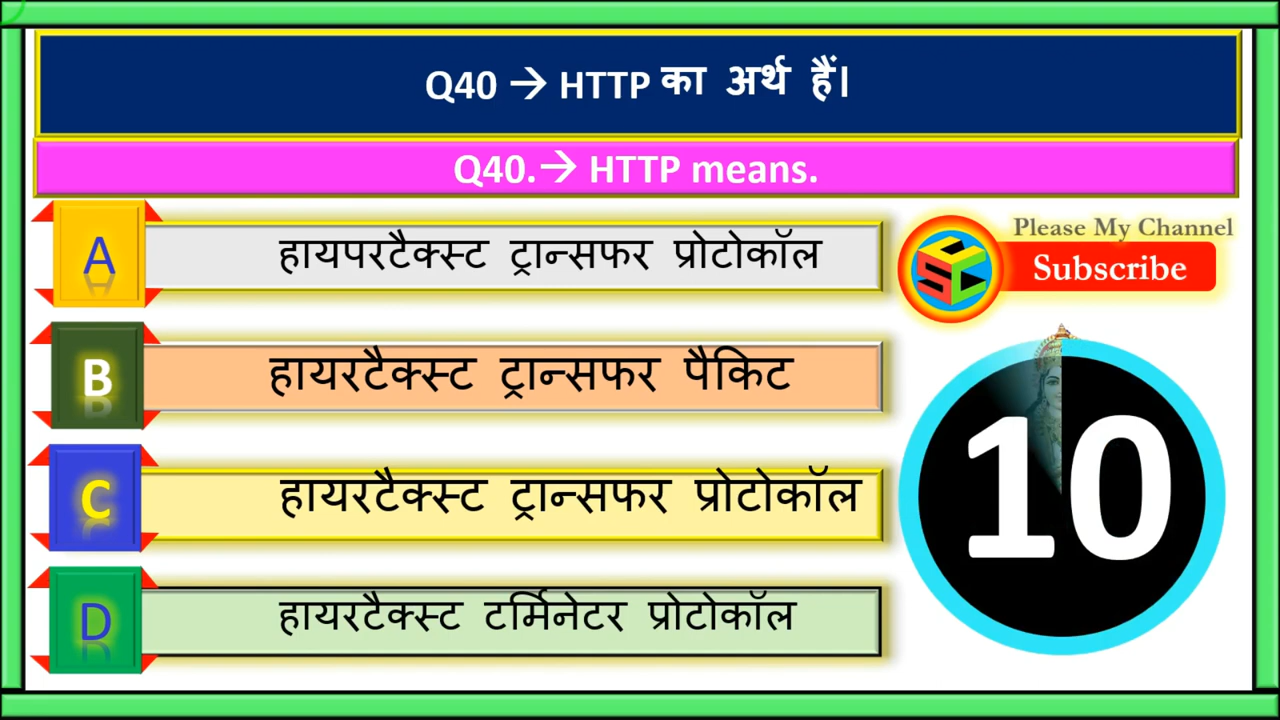 Q40 → HTTP का अर्थ हैं।
Q40.→ HTTP means.
A
हायपरटैक्स्ट ट्रान्सफर प्रोटोकॉल
Please My Channel
Subscribe
B
हायरटैक्स्ट ट्रान्सफर पैकिट
10
C
हायरटैक्स्ट ट्रान्सफर प्रोटोकॉल
D
हायरटैक्स्ट टर्मिनेटर प्रोटोकॉल